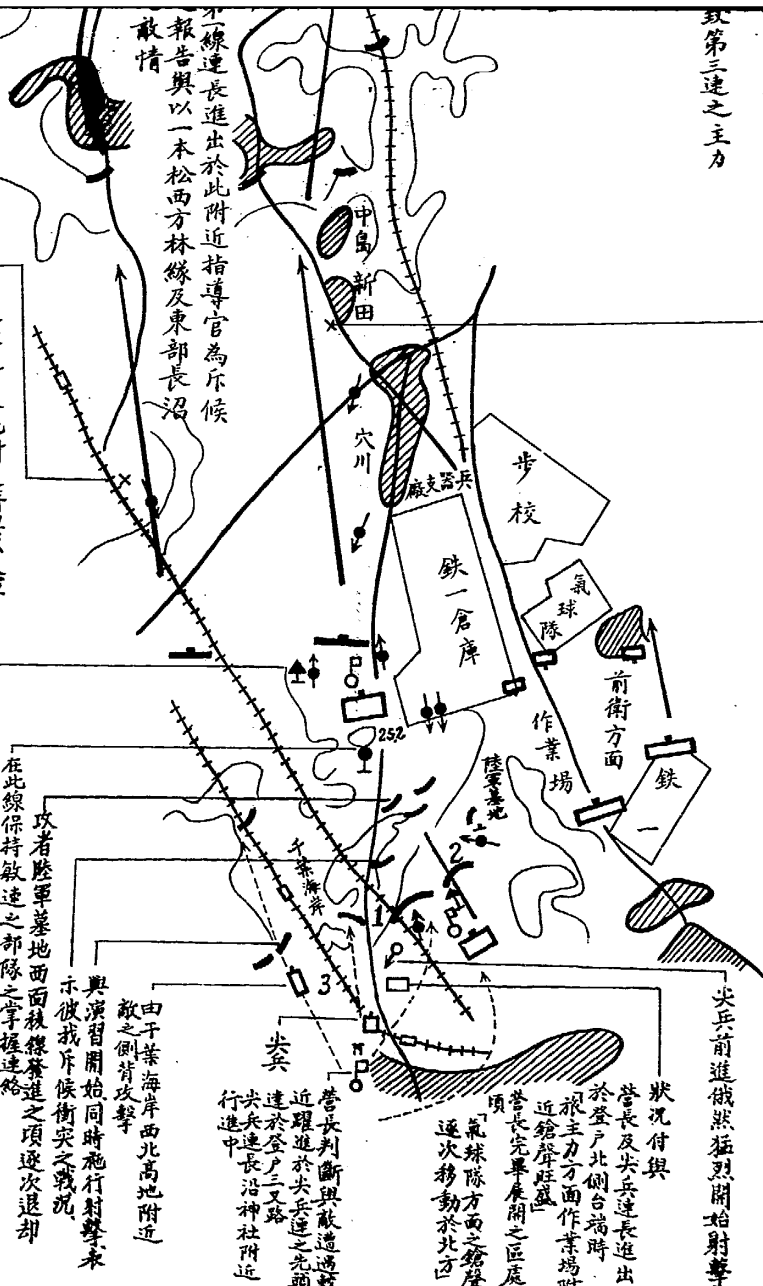 致第三連之主力
第一線連長進出於此附近指導官為斥候
報告與以一本松西方林緣及東部長沼
敵情
中島
新田
穴川
兵器支廠
步校
鉄一倉庫
氣球隊
前衛方面
作業場
鉄一
陸軍墓地
252
千葉海岸
1
2
3
尖兵
尖兵前進俄然猛烈開始射擊
狀況付與
營長及尖兵連長進出
於登戶北側台端時
「旅主力方面作業場附
近鎗聲旺盛」
營長完畢展開之區處
頃
「氣球隊方面之鎗聲
逐次移動於北方」
營長判斷與敵遭遇
近躍進於尖兵連之先頭
達於登戶三叉路
尖兵連長沿神社附近
行進中
由千葉海岸西北高地附近
敵之側背攻擊
與演習開始同時施行射擊表
示彼我斥候衝突之戰況
攻者陸軍墓地西面稜線發進之頃逐次退却
在此線保持敏速之部隊之掌握連絡